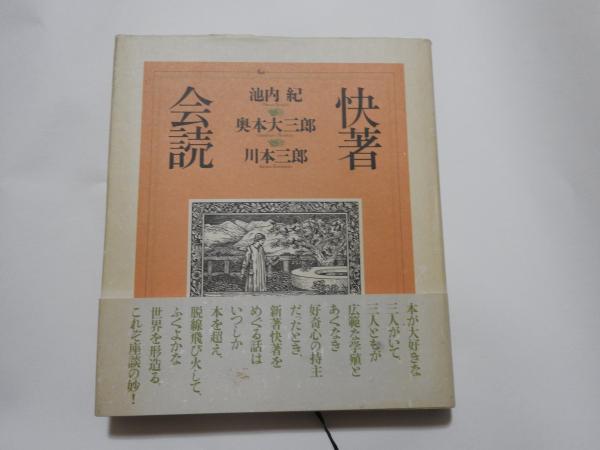 快著
会読
池内 紀
奥本大三郎
川本三郎
本が大好きな
三人がいて、
三人ともが
広範な学殖と
あくなき
好奇心の持主
だったとき、
新著快著を
めぐる話は
いつしか
本を超え、
脱線飛び火して、
ふくよかな
世界を形造る。
これぞ座談の妙!